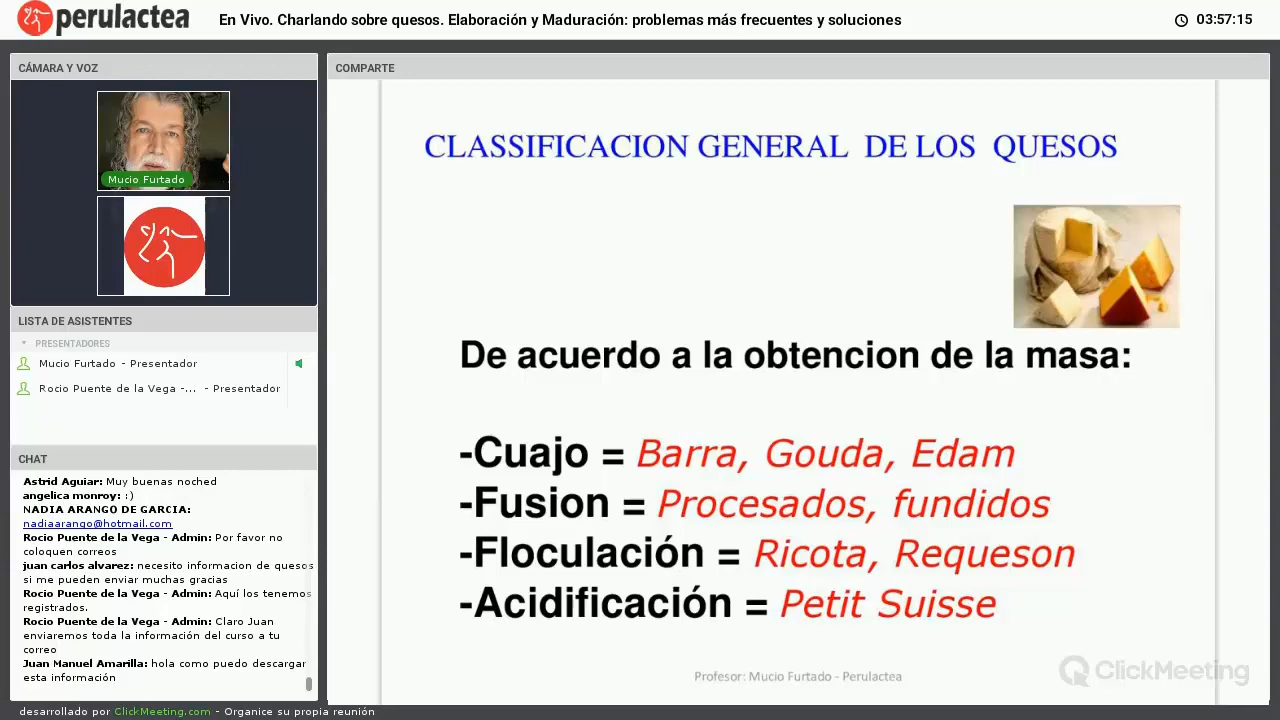 perulactea
En Vivo. Charlando sobre quesos. Elaboración y Maduración: problemas más frecuentes y soluciones
03:57:15
CÁMARA Y VOZ
Mucio Furtado
LISTA DE ASISTENTES
PRESENTADORES
Mucio Furtado - Presentador
Rocio Puente de la Vega -... - Presentador
CHAT
Astrid Aguiar: Muy buenas noched
angelica monroy: :)
NADIA ARANGO DE GARCIA:
nadiaarango@hotmail.com
Rocio Puente de la Vega - Admin: Por favor no
coloquen correos
juan carlos alvarez: necesito informacion de quesos
si me pueden enviar muchas gracias
Rocio Puente de la Vega - Admin: Aquí los tenemos
registrados.
Rocio Puente de la Vega - Admin: Claro Juan
enviaremos toda la información del curso a tu
correo
Juan Manuel Amarilla: hola como puedo descargar
esta información
COMPARTE
CLASSIFICACION GENERAL DE LOS QUESOS
De acuerdo a la obtencion de la masa:
-Cuajo = Barra, Gouda, Edam
-Fusion = Procesados, fundidos
-Floculación = Ricota, Requeson
-Acidificación = Petit Suisse
Profesor: Mucio Furtado - Perulactea
ClickMeeting
desarrollado por ClickMeeting.com - Organice su propia reunión